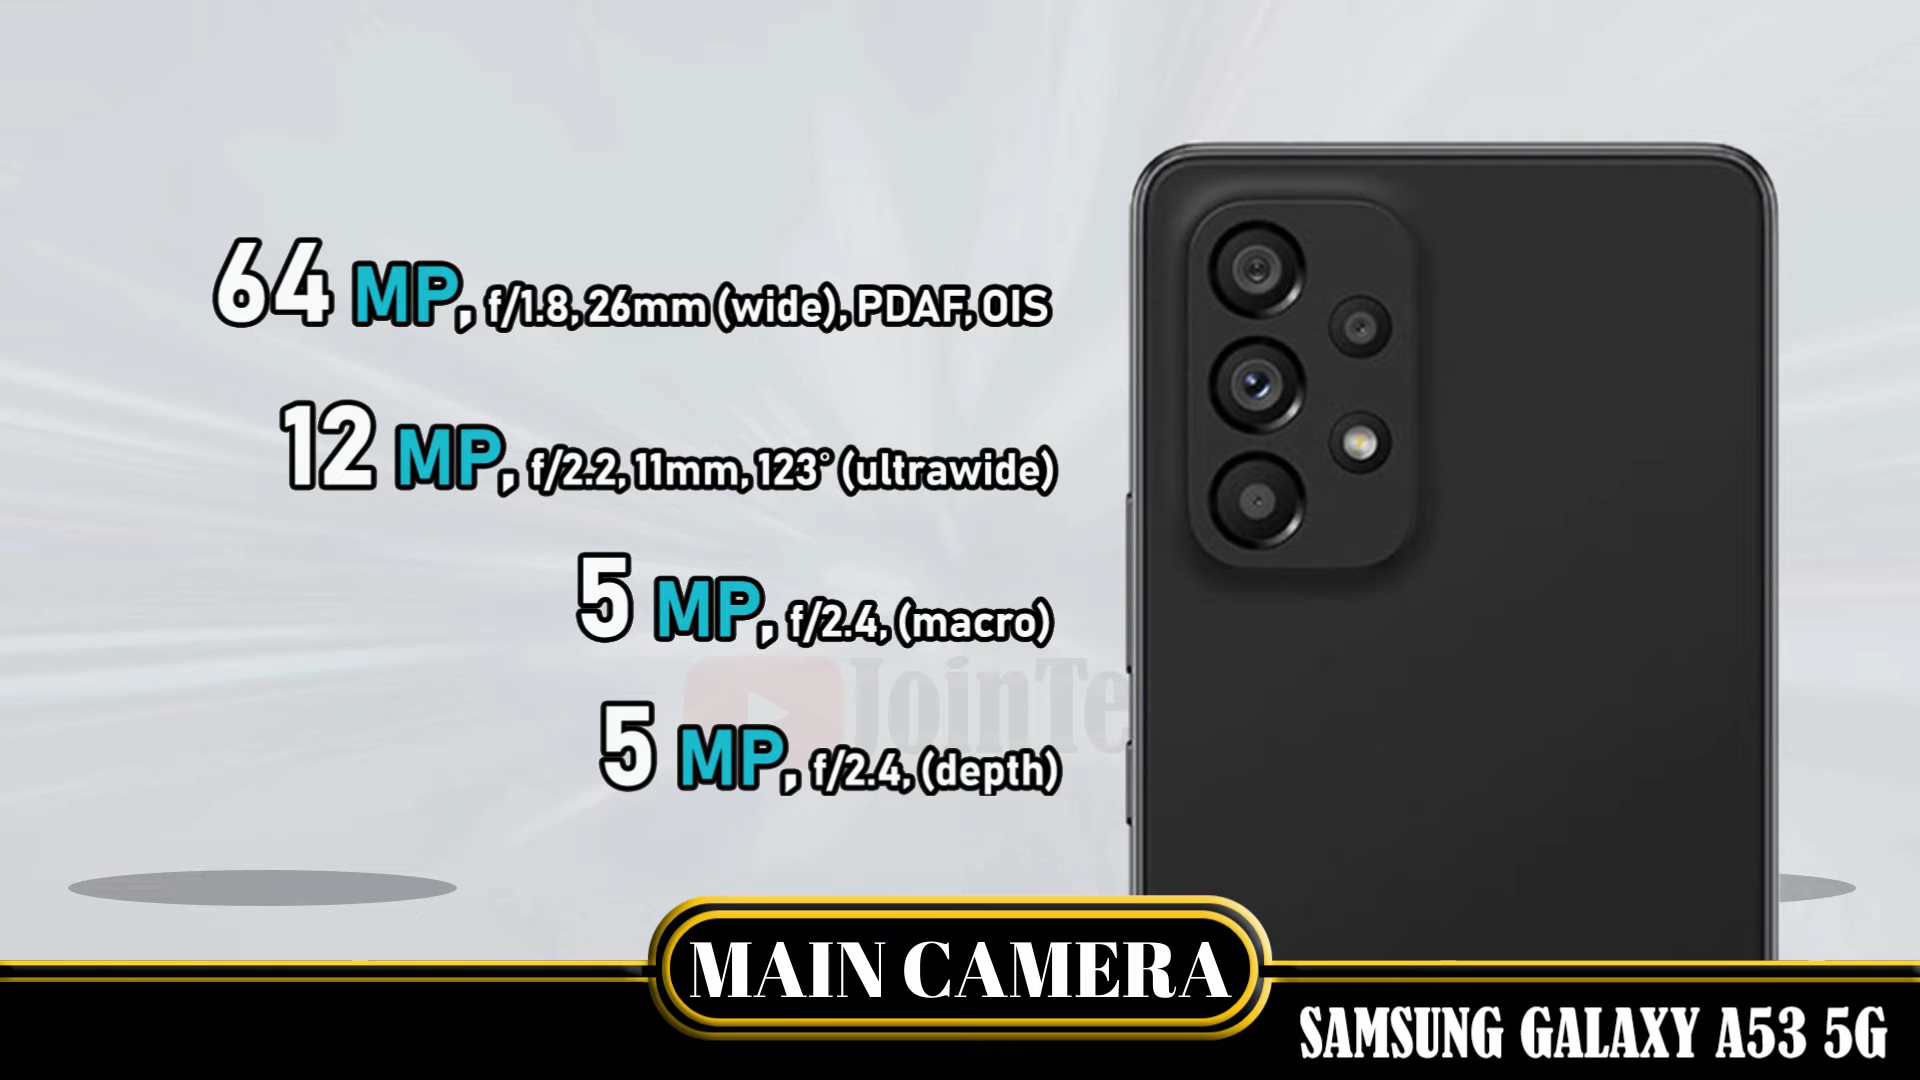 64 MP, f/1.8, 26mm (wide), PDAF, OIS
12 MP, f/2.2, 11mm, 123° (ultrawide)
5 MP, f/2.4, (macro)
JoinTe
5 MP, f/2.4, (depth)
MAIN CAMERA
SAMSUNG GALAXY A53 5G